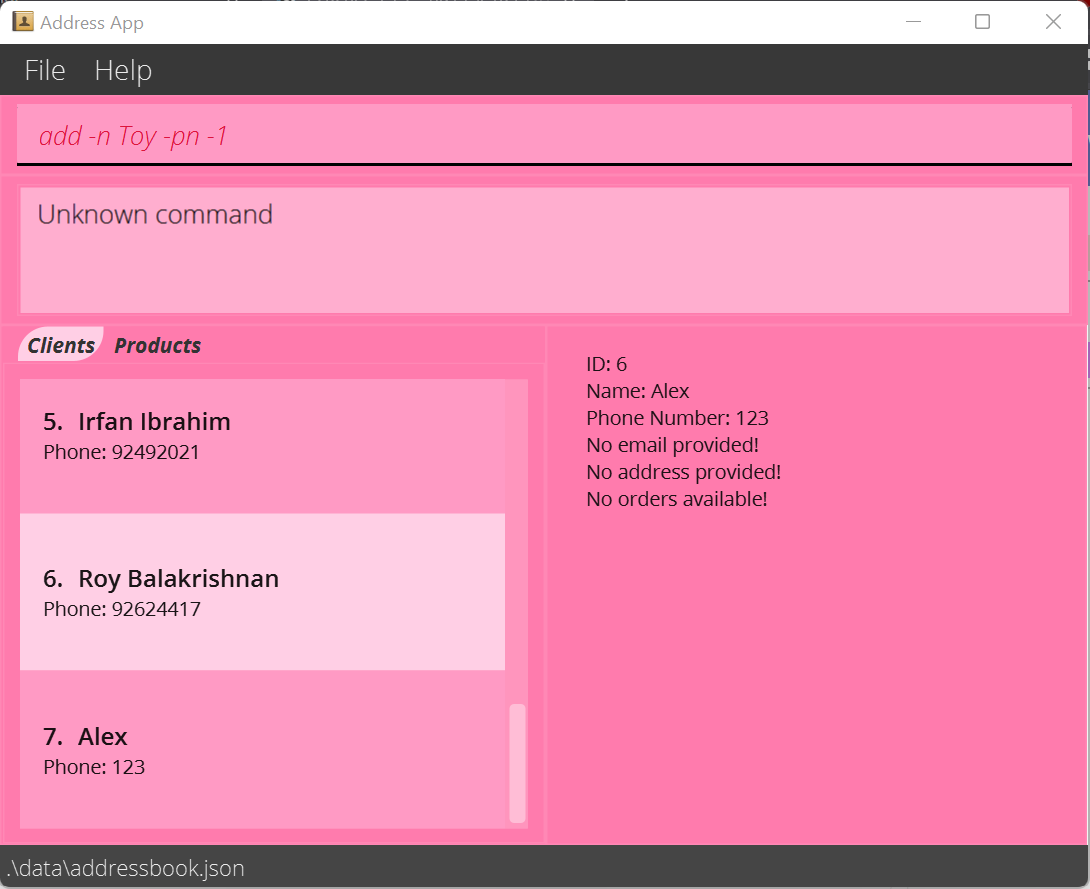 Address App
File Help
add -n Toy -pn -1
Unknown command
Clients Products
5. Irfan Ibrahim
Phone: 92492021
6. Roy Balakrishnan
Phone: 92624417
7. Alex
Phone: 123
ID: 6
Name: Alex
Phone Number: 123
No email provided!
No address provided!
No orders available!
.\data\addressbook.json